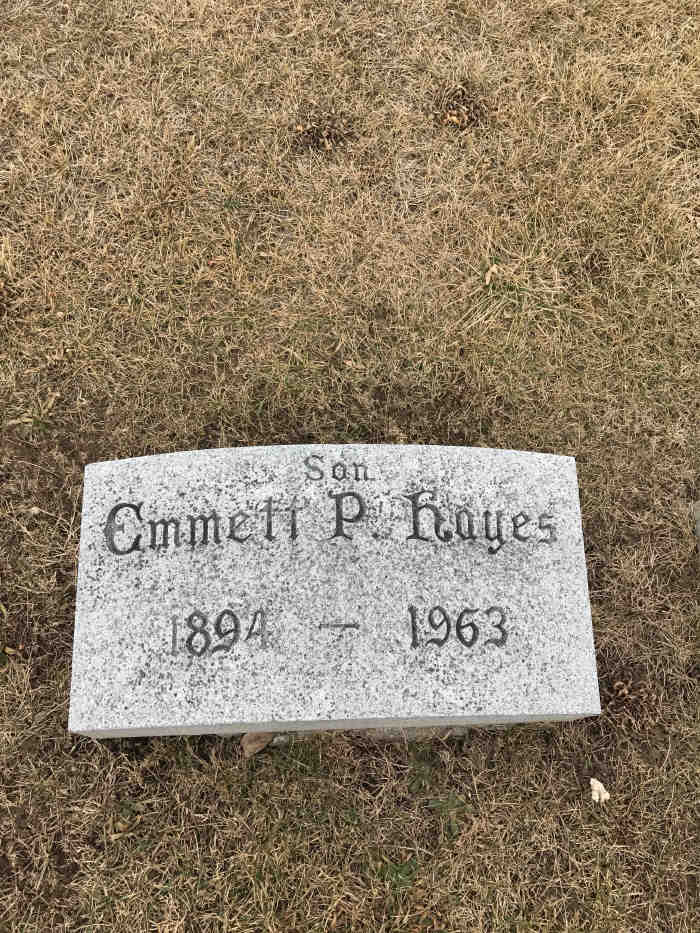 Son
Emmett P. Hayes
1894 — 1963